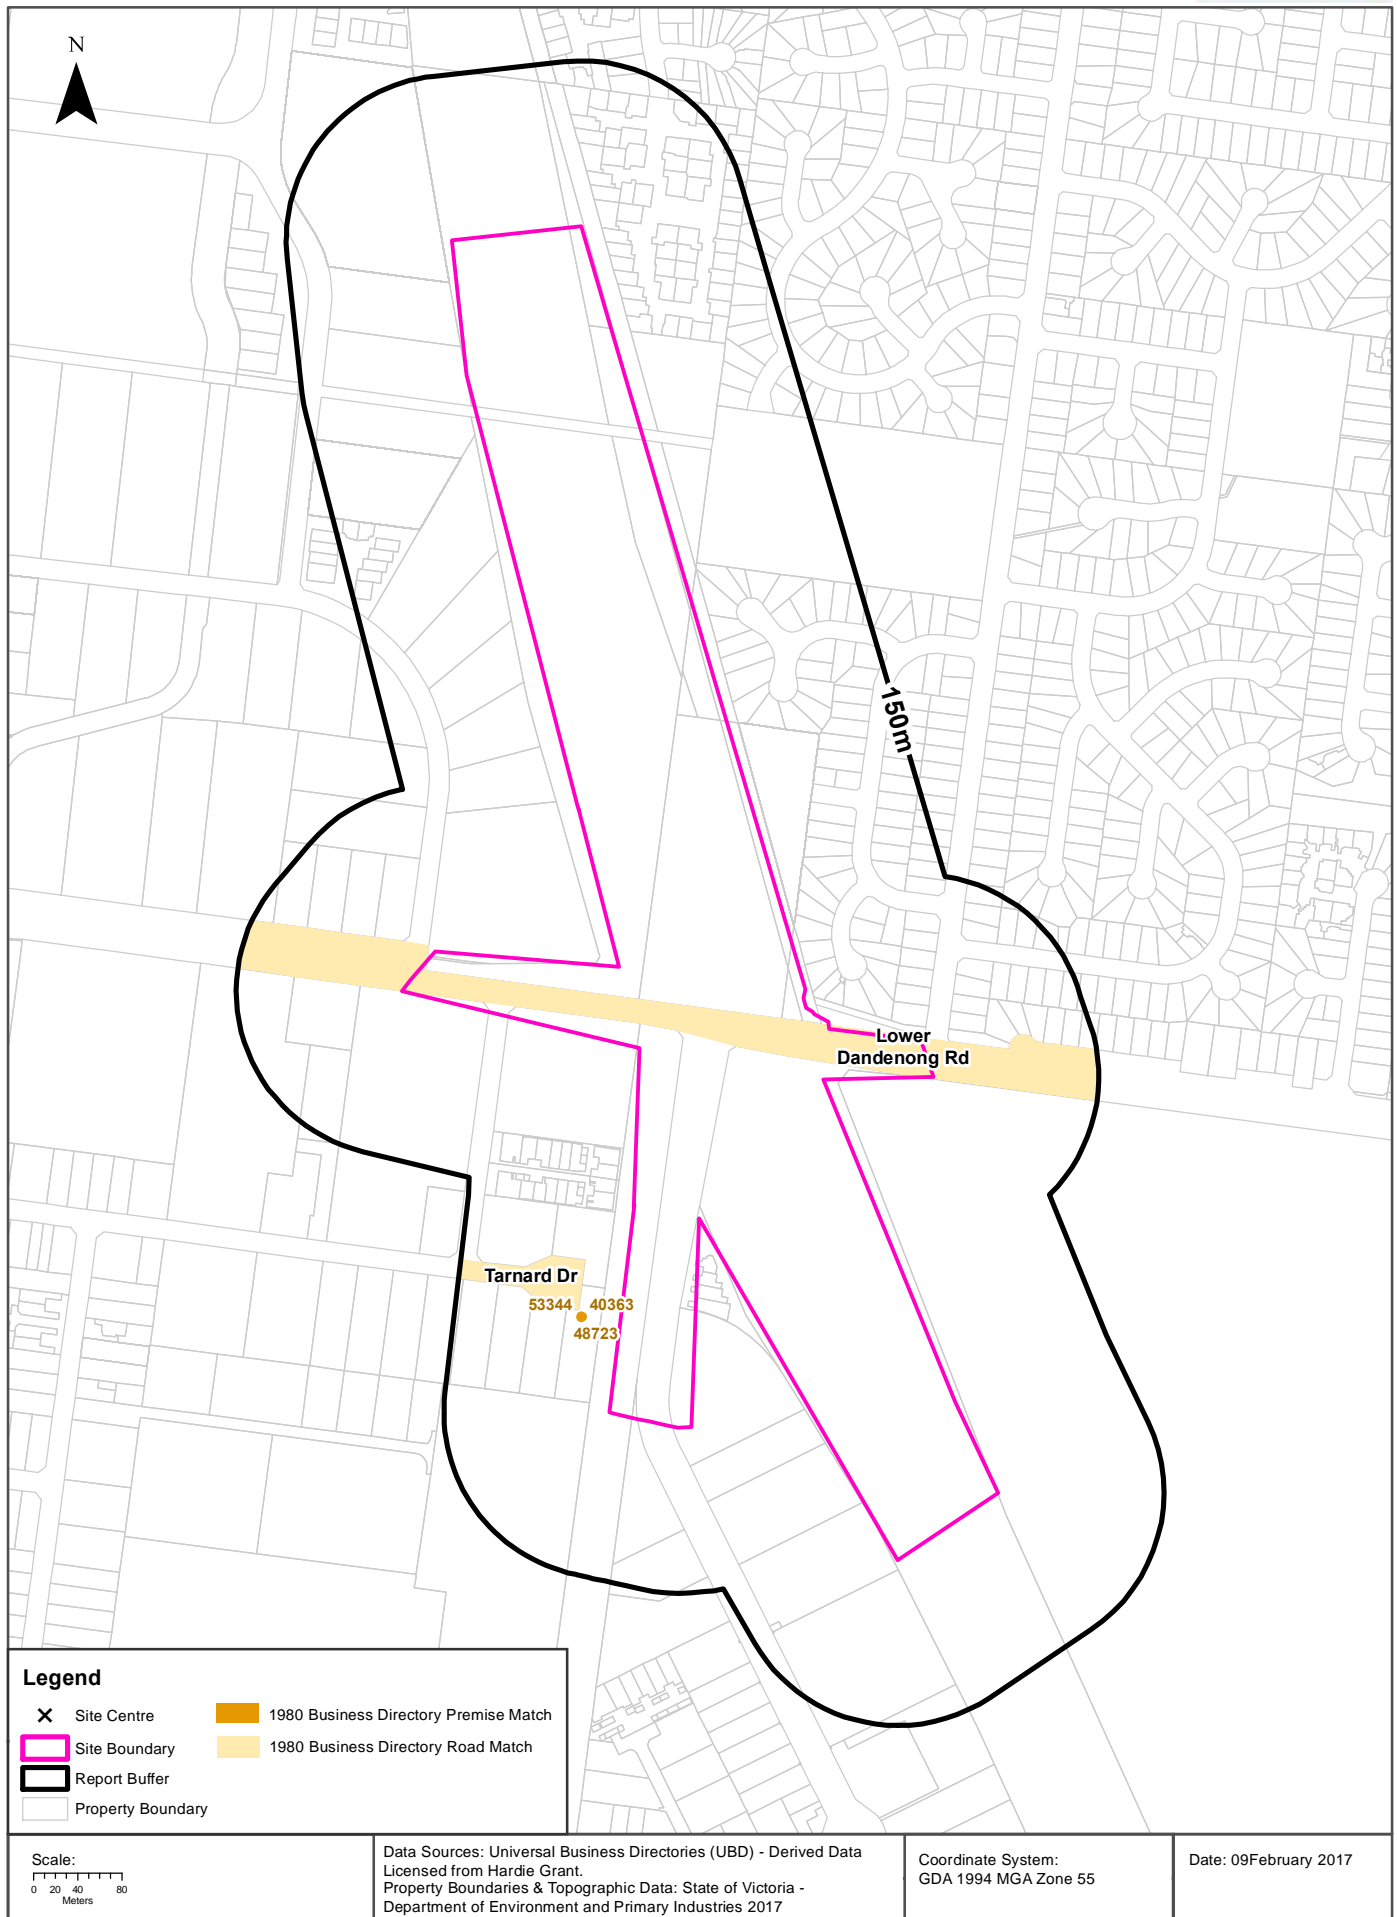 N
150m
Lower
Dandenong Rd
Tarnard Dr
53344 40363
48723
Legend
Site Centre
1980 Business Directory Premise Match
Site Boundary
1980 Business Directory Road Match
Report Buffer
Property Boundary
Scale:
0 20 40 80
Meters
Data Sources: Universal Business Directories (UBD) - Derived Data
Licensed from Hardie Grant.
Property Boundaries & Topographic Data: State of Victoria -
Department of Environment and Primary Industries 2017
Coordinate System:
GDA 1994 MGA Zone 55
Date: 09February 2017